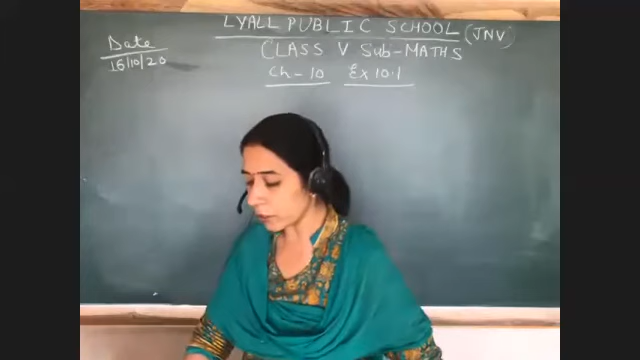 LYALL PUBLIC SCHOOL (JNV)
CLASS V Sub-MATHS
Ch-10 Ex 10.1
Date
15/10/20